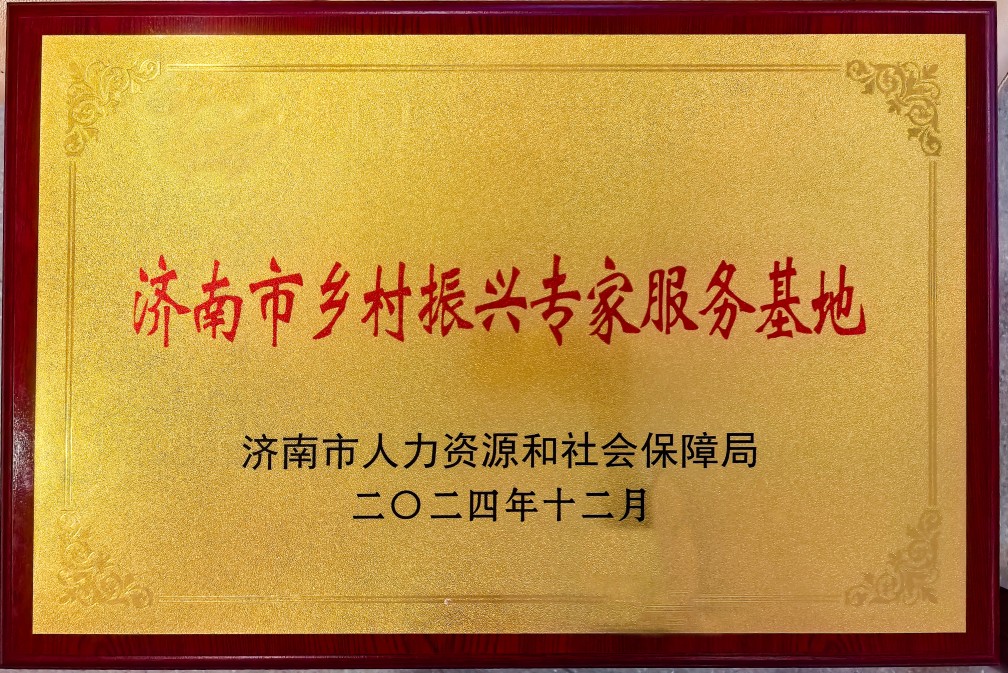 济南市乡村振兴专家服务基地
济南市人力资源和社会保障局
二〇二四年十二月